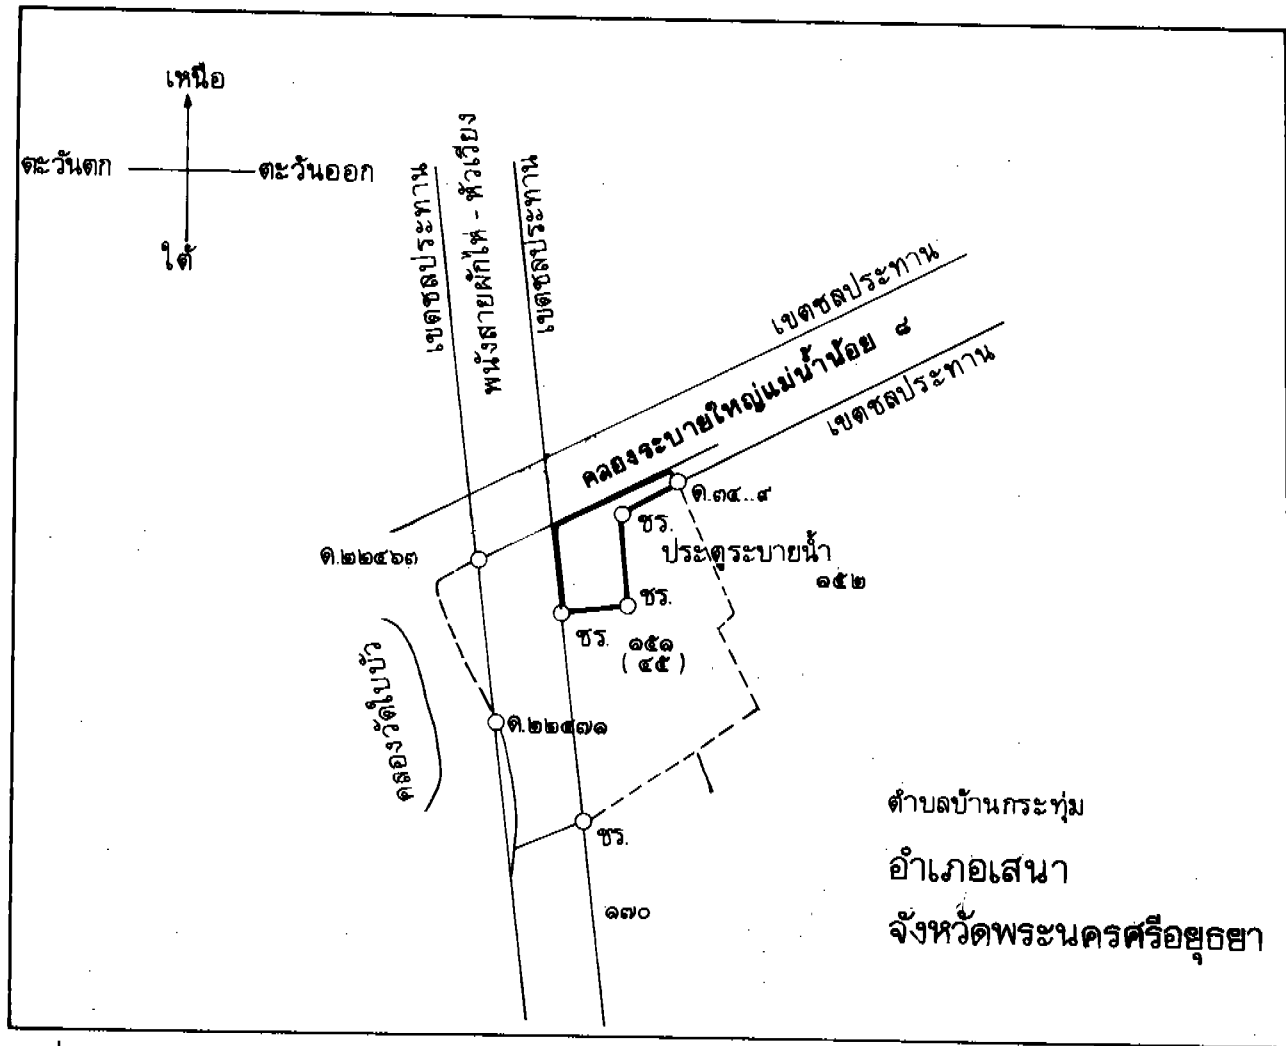 เหนือ
ตะวันตก
ตะวันออก
ใต้
เขตชลประทาน
พนังสายผักไห่ - หัวเวียง
เขตชลประทาน
เขตชลประทาน
คลองระบายใหญ่แม่น้ำน้อย ๘
เขตชลประทาน
ด.๓๔..๙
ชร.
ด.๒๒๔๖๓
ประตูระบายน้ำ
๑๕๒
ชร.
ชร.
๑๕๑
( ๔๕ )
คลองวัดใบบัว
ด.๒๒๔๗๑
ชร.
๑๗๐
ตำบลบ้านกระทุ่ม
อำเภอเสนา
จังหวัดพระนครศรีอยุธยา